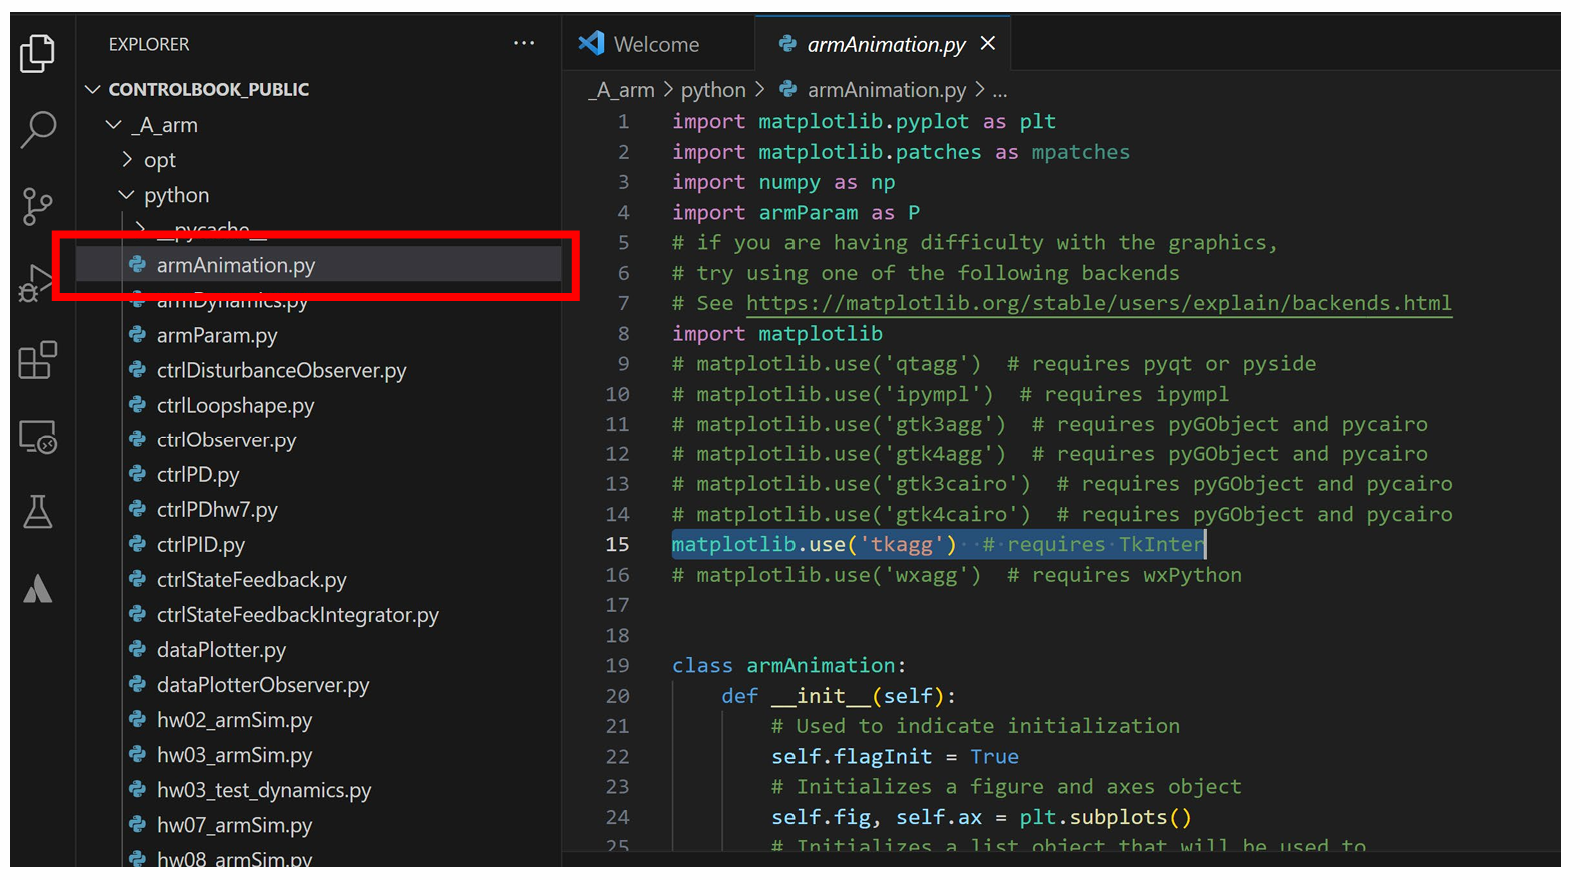 EXPLORER
CONTROLBOOK_PUBLIC
_A_arm
opt
python
__pycache__
armAnimation.py
armDynamics.py
armParam.py
ctrlDisturbanceObserver.py
ctrlLoopshape.py
ctrlObserver.py
ctrlPD.py
ctrlPDhw7.py
ctrlPID.py
ctrlStateFeedback.py
ctrlStateFeedbackIntegrator.py
dataPlotter.py
dataPlotterObserver.py
hw02_armSim.py
hw03_armSim.py
hw03_test_dynamics.py
hw07_armSim.py
hw08_armSim.py
Welcome armAnimation.py
_A_arm > python > armAnimation.py > ...
1 import matplotlib.pyplot as plt
2 import matplotlib.patches as mpatches
3 import numpy as np
4 import armParam as P
5 # if you are having difficulty with the graphics,
6 # try using one of the following backends
7 # See https://matplotlib.org/stable/users/explain/backends.html
8 import matplotlib
9 # matplotlib.use('qtagg')  # requires pyqt or pyside
10 # matplotlib.use('ipympl')  # requires ipympl
11 # matplotlib.use('gtk3agg')  # requires pyGObject and pycairo
12 # matplotlib.use('gtk4agg')  # requires pyGObject and pycairo
13 # matplotlib.use('gtk3cairo')  # requires pyGObject and pycairo
14 # matplotlib.use('gtk4cairo')  # requires pyGObject and pycairo
15 matplotlib.use('tkagg')  # requires TkInter
16 # matplotlib.use('wxagg')  # requires wxPython
17
18
19 class armAnimation:
20     def __init__(self):
21         # Used to indicate initialization
22         self.flagInit = True
23         # Initializes a figure and axes object
24         self.fig, self.ax = plt.subplots()
25         # Initializes a list object that will be used to